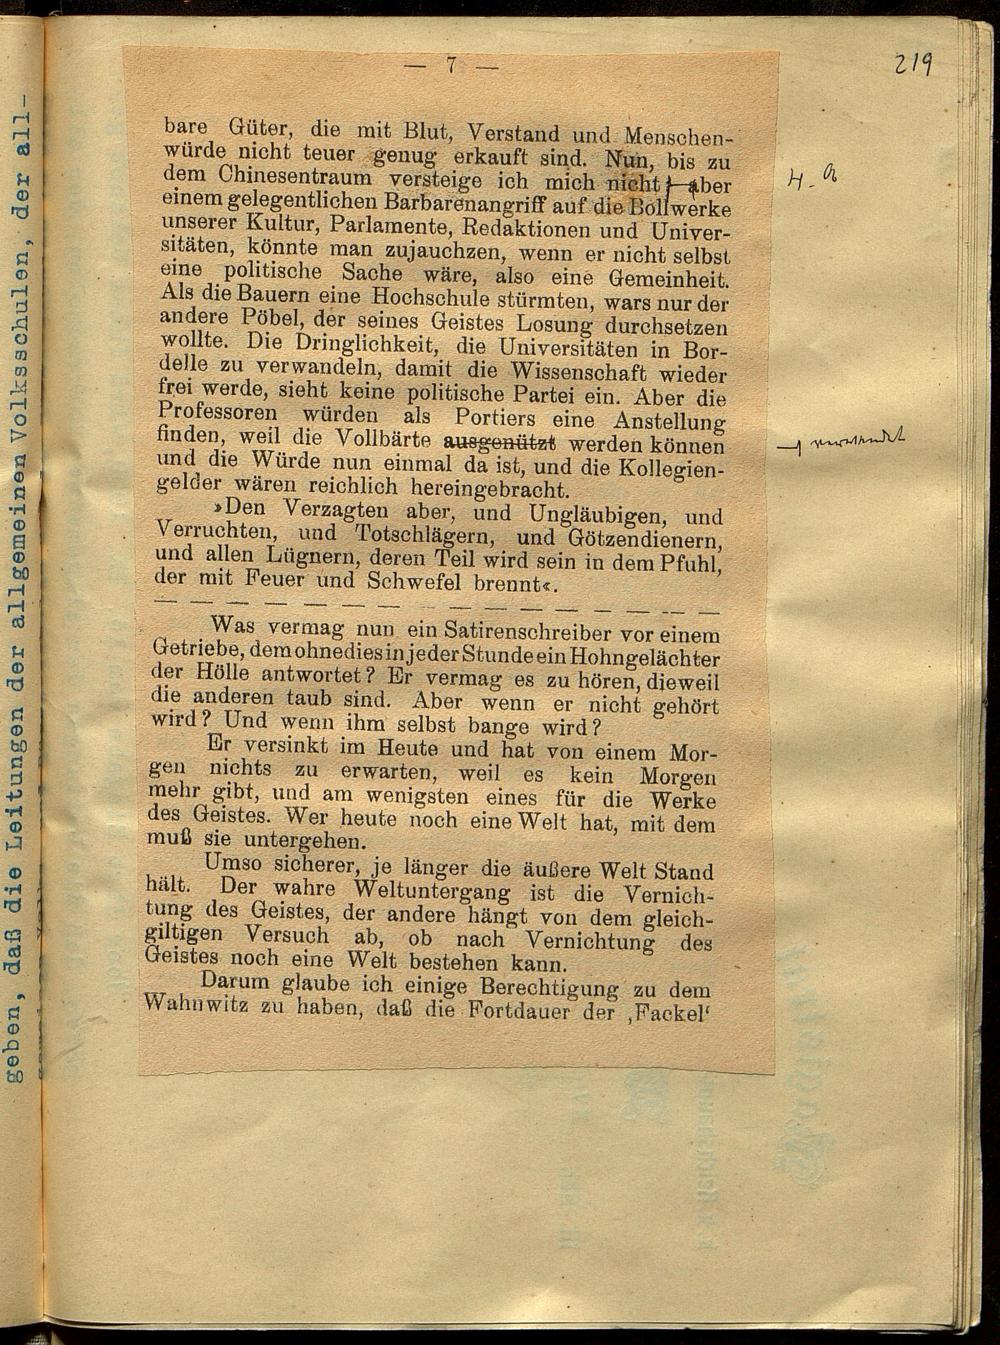 219
— 7 —
bare Güter, die mit Blut, Verstand und Menschen-
würde nicht teuer genug erkauft sind. Nun, bis zu
dem Chinesentraum versteige ich mich nicht aber
einem gelegentlichen Barbarenangriff auf die Bollwerke
unserer Kultur, Parlamente, Redaktionen und Univer-
sitäten, könnte man zujauchzen, wenn er nicht selbst
eine politische Sache wäre, also eine Gemeinheit.
Als die Bauern eine Hochschule stürmten, wars nur der
andere Pöbel, der seines Geistes Losung durchsetzen
wollte. Die Dringlichkeit, die Universitäten in Bor-
delle zu verwandeln, damit die Wissenschaft wieder
frei werde, sieht keine politische Partei ein. Aber die
Professoren würden als Portiers eine Anstellung
finden, weil die Vollbärte ausgenützt werden können
verwendet
und die Würde nun einmal da ist, und die Kollegien-
gelder wären reichlich hereingebracht.
»Den Verzagten aber, und Ungläubigen, und
Verruchten, und Totschlägern, und Götzendienern,
und allen Lügnern, deren Teil wird sein in dem Pfuhl,
der mit Feuer und Schwefel brennt«.
— — — — — — — — — — — — — — —
Was vermag nun ein Satirenschreiber vor einem
Getriebe, dem ohnedies in jeder Stunde ein Hohngelächter
der Hölle antwortet? Er vermag es zu hören, dieweil
die anderen taub sind. Aber wenn er nicht gehört
wird? Und wenn ihm selbst bange wird?
Er versinkt im Heute und hat von einem Mor-
gen nichts zu erwarten, weil es kein Morgen
mehr gibt, und am wenigsten eines für die Werke
des Geistes. Wer heute noch eine Welt hat, mit dem
muß sie untergehen.
Umso sicherer, je länger die äußere Welt Stand
hält. Der wahre Weltuntergang ist die Vernich-
tung des Geistes, der andere hängt von dem gleich-
giltigen Versuch ab, ob nach Vernichtung des
Geistes noch eine Welt bestehen kann.
Darum glaube ich einige Berechtigung zu dem
Wahnwitz zu haben, daß die Fortdauer der ‚Fackel‘
geben, daß die Leitungen der allgemeinen Volksschulen, der all-